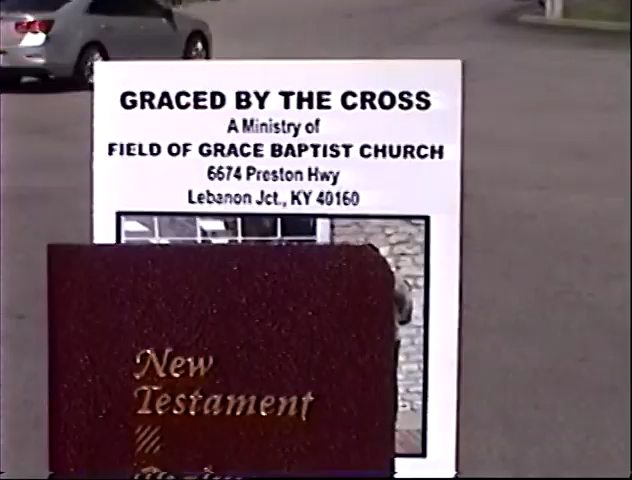 GRACED BY THE CROSS
A Ministry of
FIELD OF GRACE BAPTIST CHURCH
6674 Preston Hwy
Lebanon Jct., KY 40160
New
Testament